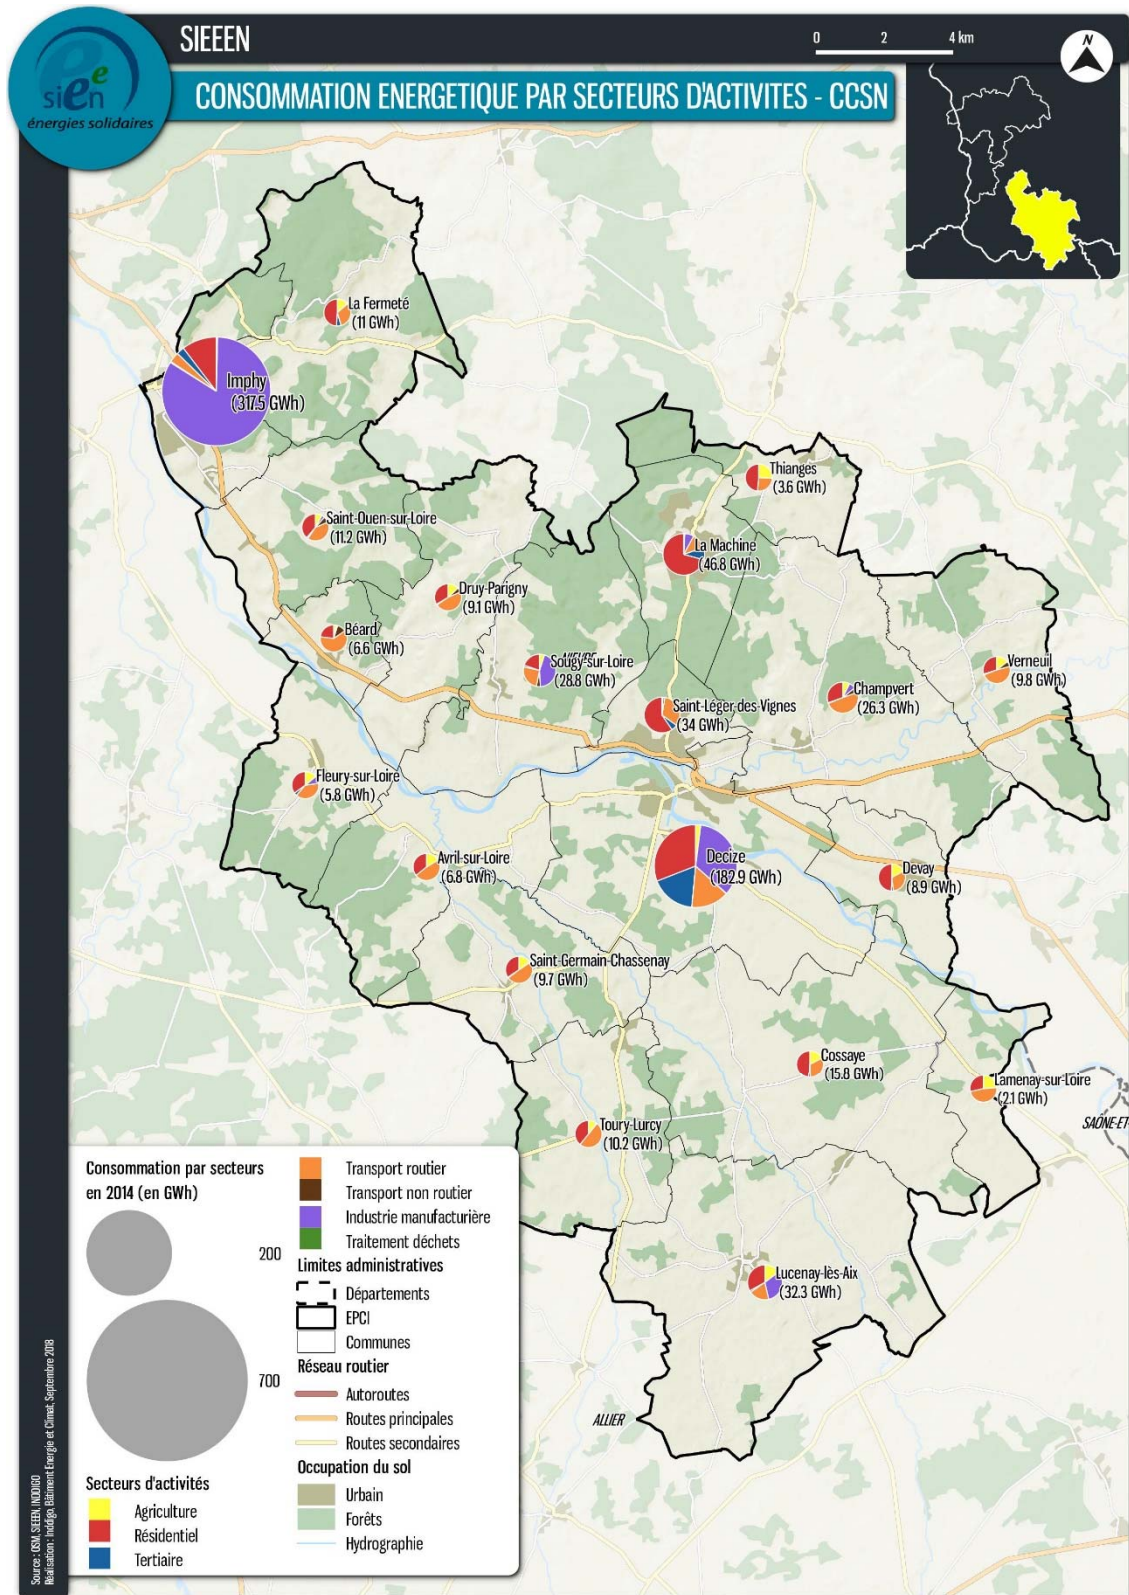 SIEEEN
0 2 4 km
N
sieen
énergies solidaires
CONSOMMATION ENERGETIQUE PAR SECTEURS D'ACTIVITES - CCSN
La Fermeté
(11 GWh)
Imphy
(317.5 GWh)
Thianges
(3.6 GWh)
Saint-Ouen-sur-Loire
(11.2 GWh)
La Machine
(46.8 GWh)
Druy-Parigny
(9.1 GWh)
Béard
(6.6 GWh)
NIEVRE
Sougy-sur-Loire
(28.8 GWh)
Verneuil
(9.8 GWh)
Champvert
(26.3 GWh)
Saint-Léger-des-Vignes
(34 GWh)
Fleury-sur-Loire
(5.8 GWh)
Avril-sur-Loire
(6.8 GWh)
Decize
(182.9 GWh)
Devay
(8.9 GWh)
Saint-Germain-Chassenay
(9.7 GWh)
Cossaye
(15.8 GWh)
Lamenay-sur-Loire
(2.1 GWh)
SAÔNE-ET-
Toury-Lurcy
(10.2 GWh)
Lucenay-lès-Aix
(32.3 GWh)
ALLIER
Consommation par secteurs
en 2014 (en GWh)
200
700
Secteurs d'activités
Agriculture
Résidentiel
Tertiaire
Transport routier
Transport non routier
Industrie manufacturière
Traitement déchets
Limites administratives
Départements
EPCI
Communes
Réseau routier
Autoroutes
Routes principales
Routes secondaires
Occupation du sol
Urbain
Forêts
Hydrographie
Source : OSM, SIEEEN, INDDIGO
Réalisation : Inddigo, Bâtiment Energie et Climat, Septembre 2018